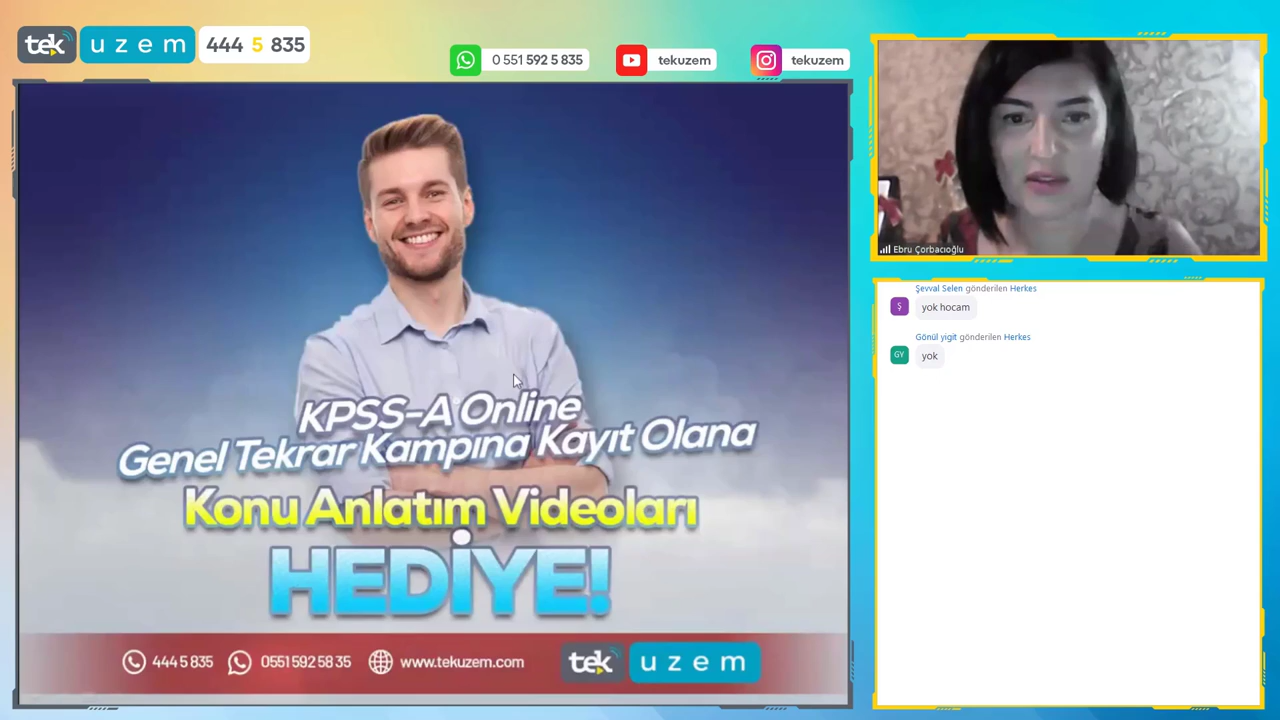 tek uzem 444 5 835
0 551 592 5 835
tekuzem
tekuzem
KPSS-A Online
Genel Tekrar Kampına Kayıt Olana
Konu Anlatım Videoları
HEDİYE!
444 5 835 0551 592 58 35 www.tekuzem.com tek uzem
Ebru Çorbacıoğlu
Şevval Selen gönderilen Herkes
Ş
yok hocam
Gönül yigit gönderilen Herkes
GY
yok